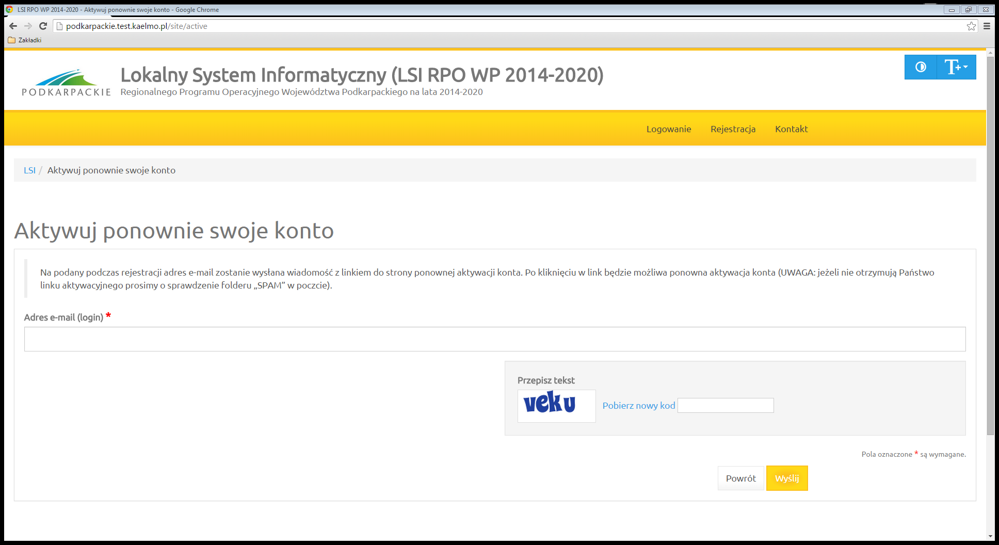 LSI RPO WP 2014-2020 - Aktywuj ponownie swoje konto - Google Chrome
podkarpackie.test.kaelmo.pl/site/active
Zakładki
PODKARPACKIE
Lokalny System Informatyczny (LSI RPO WP 2014-2020)
Regionalnego Programu Operacyjnego Województwa Podkarpackiego na lata 2014-2020
T+
Logowanie Rejestracja Kontakt
LSI / Aktywuj ponownie swoje konto
Aktywuj ponownie swoje konto
Na podany podczas rejestracji adres e-mail zostanie wysłana wiadomość z linkiem do strony ponownej aktywacji konta. Po kliknięciu w link będzie możliwa ponowna aktywacja konta (UWAGA: jeżeli nie otrzymują Państwo
linku aktywacyjnego prosimy o sprawdzenie folderu „SPAM” w poczcie).
Adres e-mail (login) *
Przepisz tekst
veku Pobierz nowy kod
Pola oznaczone * są wymagane.
Powrót Wyślij